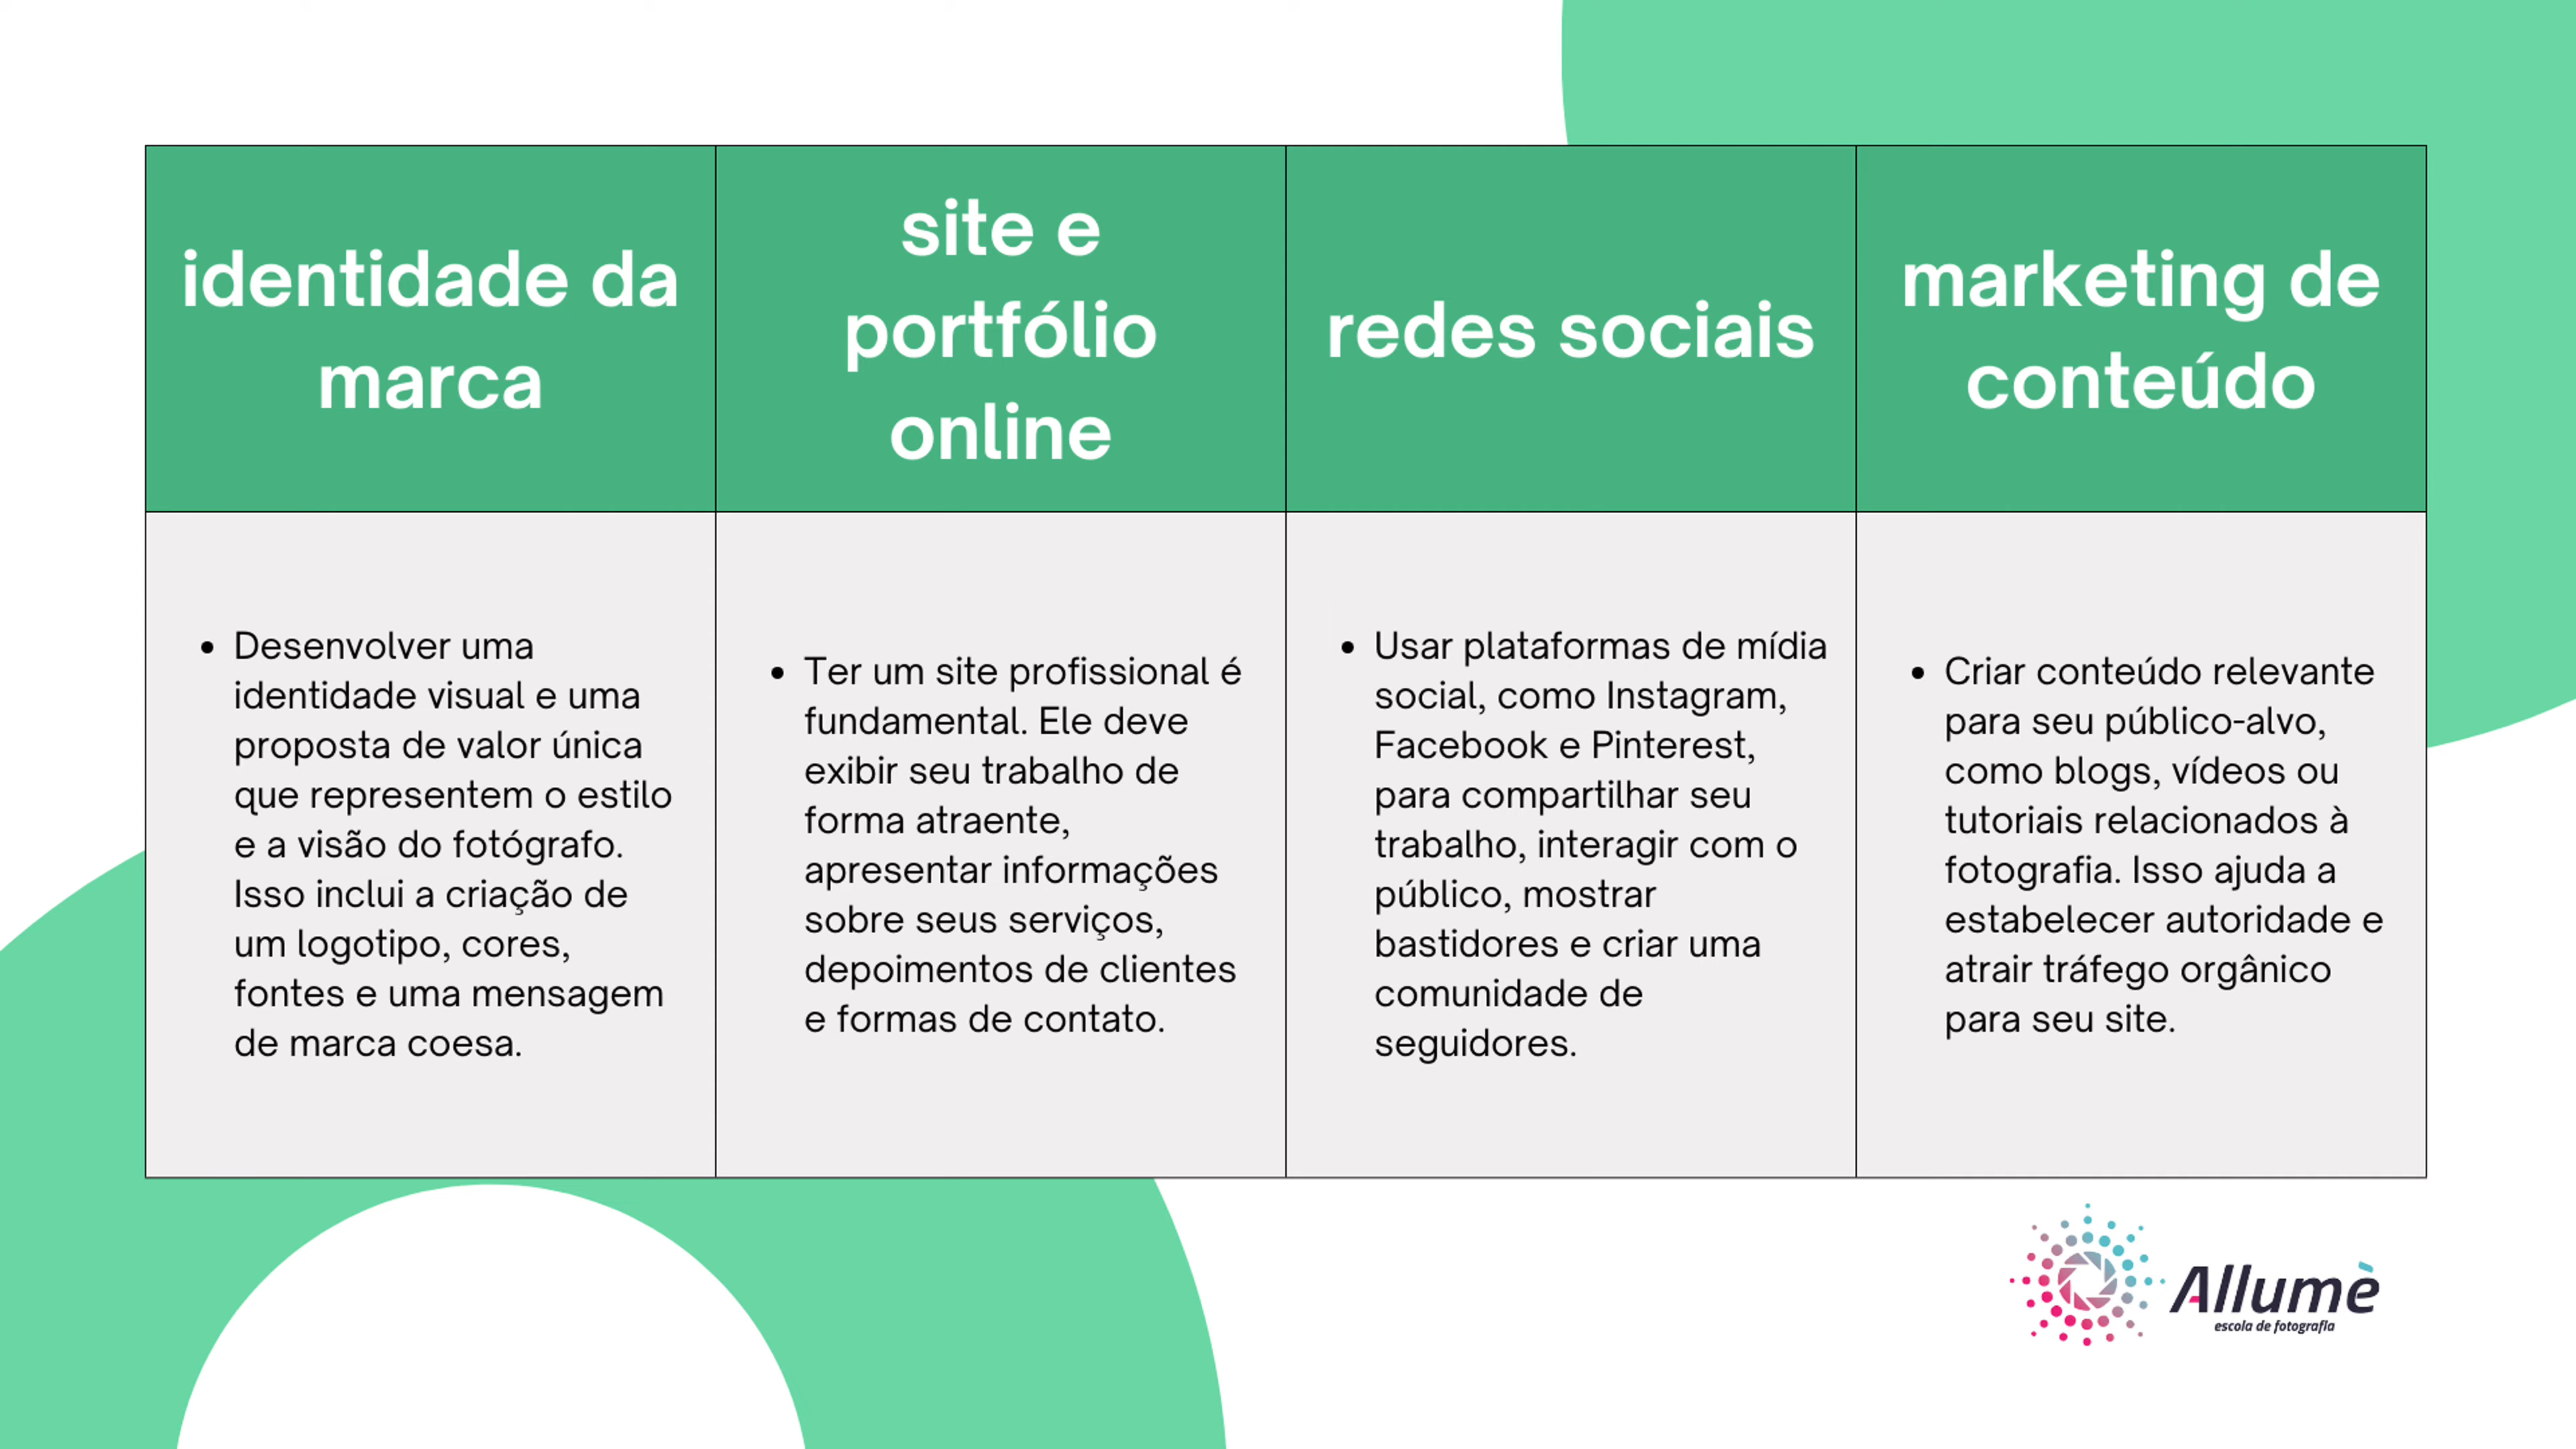 identidade da
marca
site e
portfólio
online
redes sociais
marketing de
conteúdo
• Desenvolver uma
identidade visual e uma
proposta de valor única
que representem o estilo
e a visão do fotógrafo.
Isso inclui a criação de
um logotipo, cores,
fontes e uma mensagem
de marca coesa.
• Ter um site profissional é
fundamental. Ele deve
exibir seu trabalho de
forma atraente,
apresentar informações
sobre seus serviços,
depoimentos de clientes
e formas de contato.
• Usar plataformas de mídia
social, como Instagram,
Facebook e Pinterest,
para compartilhar seu
trabalho, interagir com o
público, mostrar
bastidores e criar uma
comunidade de
seguidores.
• Criar conteúdo relevante
para seu público-alvo,
como blogs, vídeos ou
tutoriais relacionados à
fotografia. Isso ajuda a
estabelecer autoridade e
atrair tráfego orgânico
para seu site.
Allumè
escola de fotografia